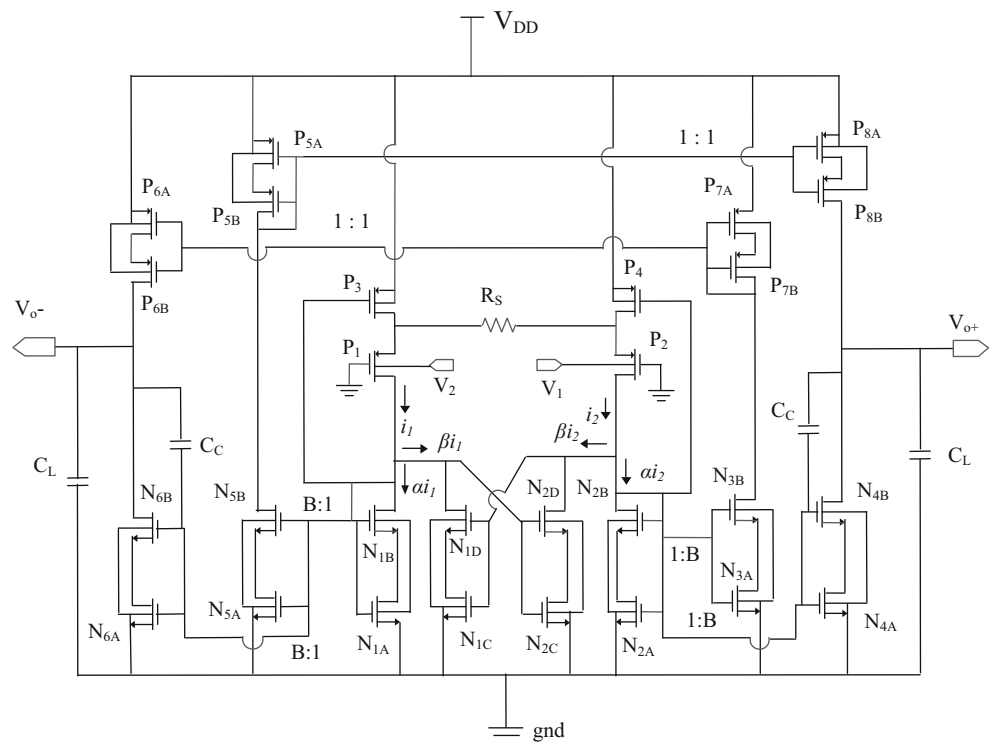 V_DD
P_5A
1 : 1
P_8A
P_6A
P_5B
1 : 1
P_7A
P_8B
P_6B
P_3
P_4
P_7B
V_o-
R_S
V_o+
P_1
P_2
V_2
V_1
i_1
i_2
C_C
C_C
βi_1
βi_2
C_L
αi_1
αi_2
C_L
N_6B
N_5B
B:1
N_2D
N_2B
N_3B
N_4B
N_1B
N_1D
1:B
N_3A
N_6A
N_5A
1:B
N_4A
B:1
N_1A
N_1C
N_2C
N_2A
gnd